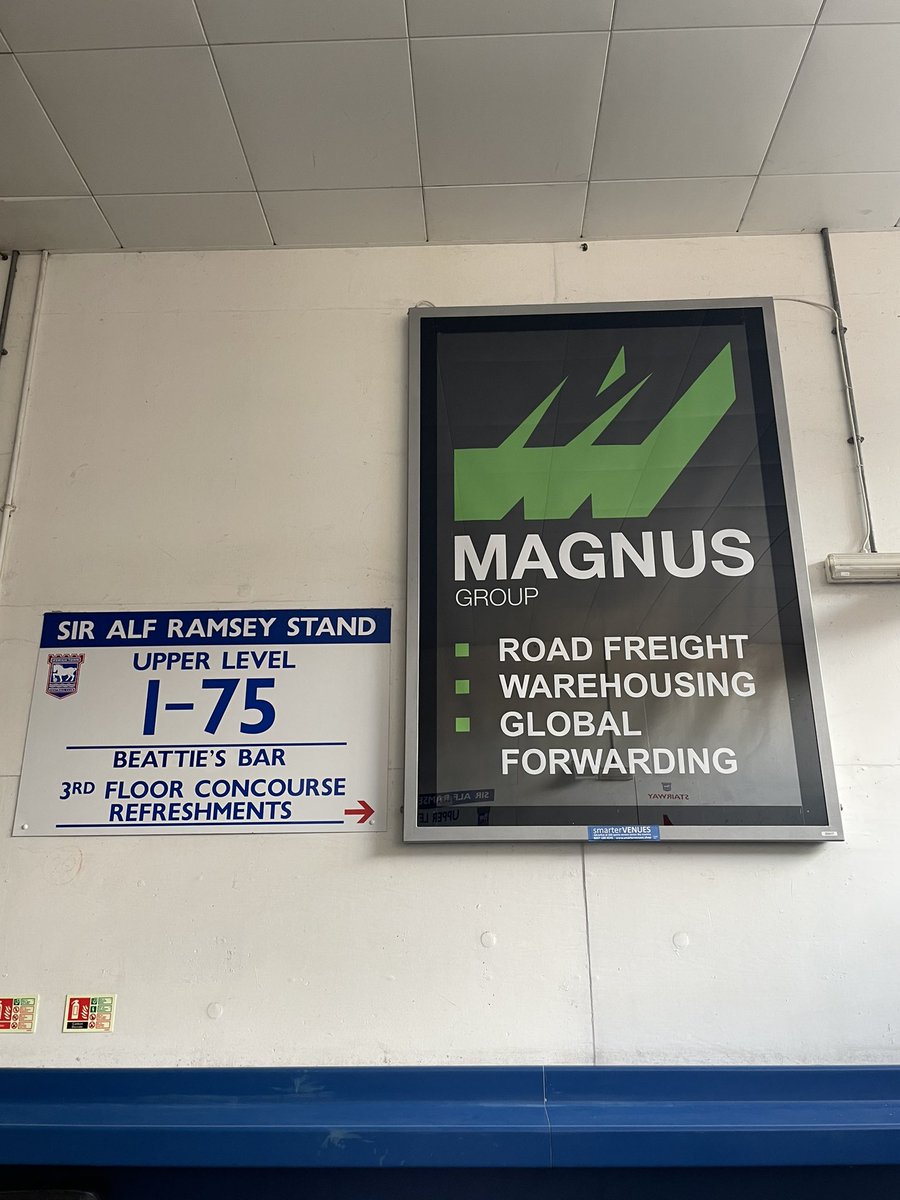 SIR ALF RAMSEY STAND
UPPER LEVEL
1-75
BEATTIE'S BAR
3RD FLOOR CONCOURSE
REFRESHMENTS
MAGNUS
GROUP
ROAD FREIGHT
WAREHOUSING
GLOBAL
FORWARDING
STAIRWAY
smarterVENUES